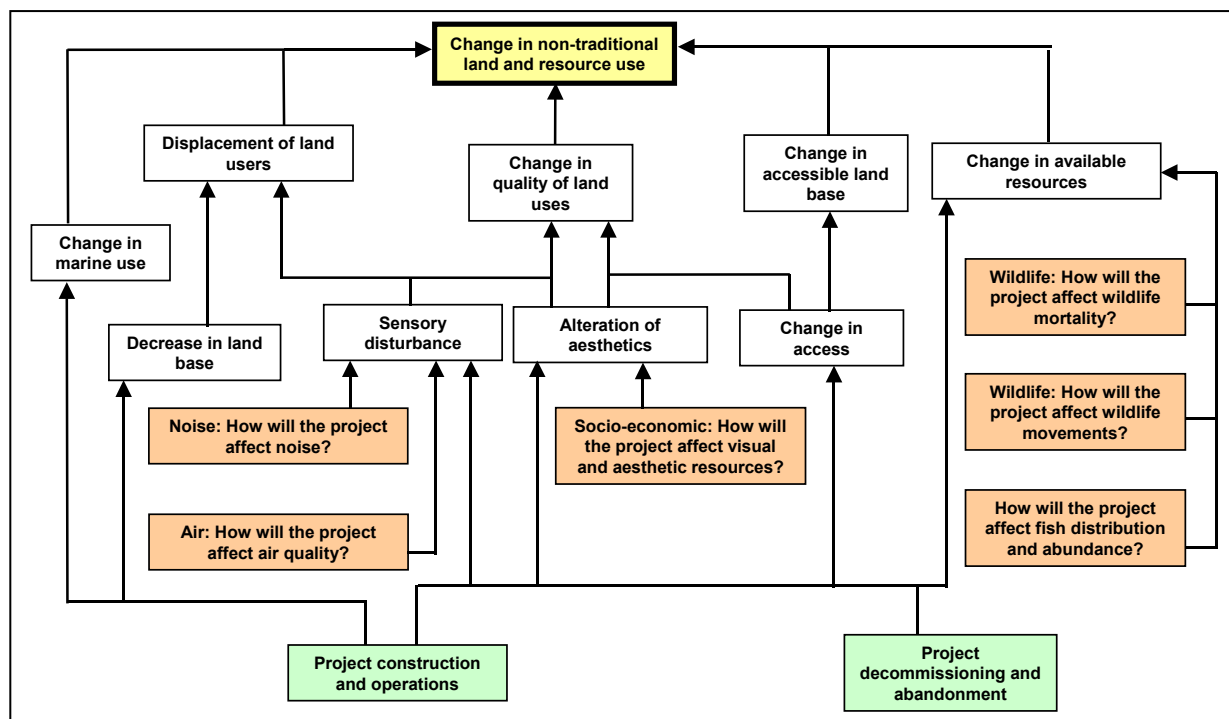 Change in non-traditional
land and resource use
Displacement of land
users
Change in
quality of land
uses
Change in
accessible land
base
Change in available
resources
Change in
marine use
Decrease in land
base
Sensory
disturbance
Alteration of
aesthetics
Change in
access
Wildlife: How will the
project affect wildlife
mortality?
Noise: How will the project
affect noise?
Socio-economic: How will
the project affect visual
and aesthetic resources?
Wildlife: How will the
project affect wildlife
movements?
Air: How will the project
affect air quality?
How will the project
affect fish distribution
and abundance?
Project construction
and operations
Project
decommissioning and
abandonment